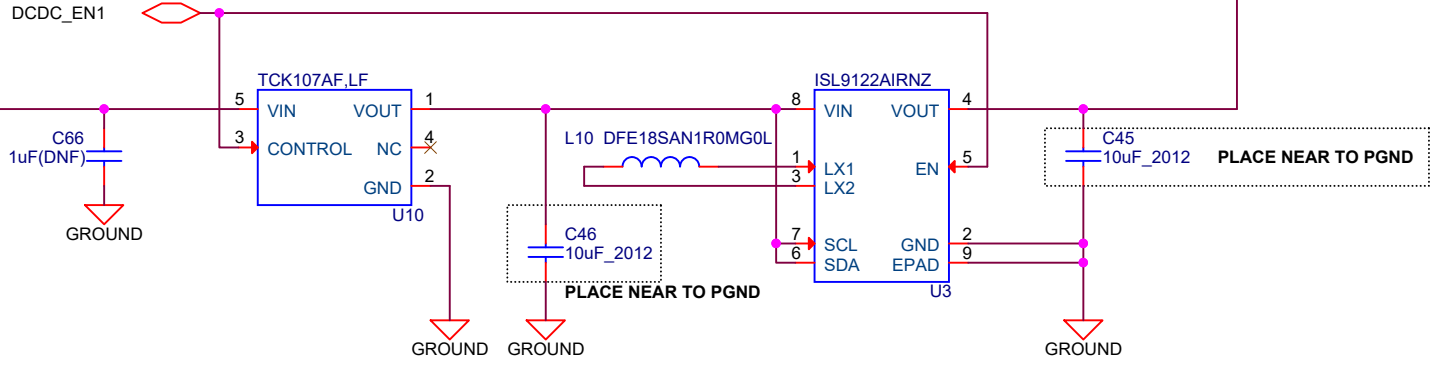 DCDC_EN1
TCK107AF,LF
5 VIN VOUT 1
3 CONTROL NC 4
GND 2
U10
C66
1uF(DNF)
GROUND
GROUND
C46
10uF_2012
PLACE NEAR TO PGND
GROUND
L10 DFE18SAN1R0MG0L
ISL9122AIRNZ
8 VIN VOUT 4
1 LX1 EN 5
3 LX2
7 SCL GND 2
6 SDA EPAD 9
U3
C45
10uF_2012 PLACE NEAR TO PGND
GROUND